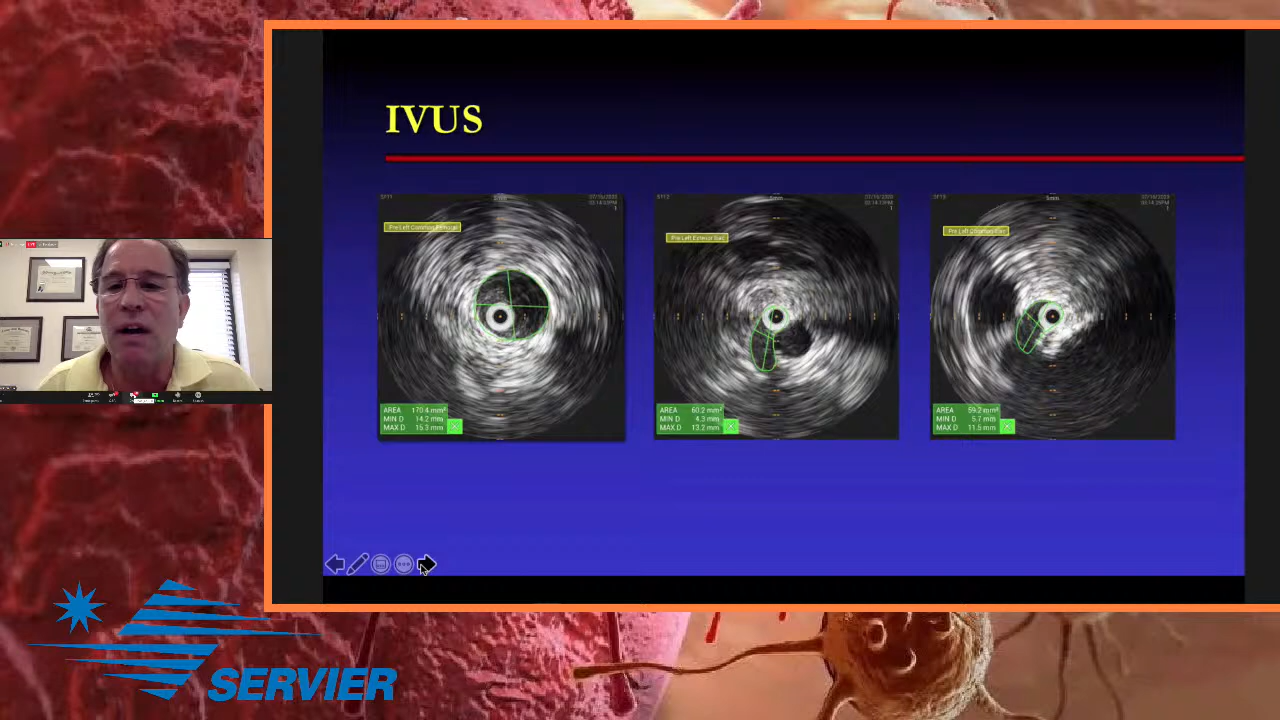 IVUS
Pre Left Common Femoral
AREA 170.4 mm²
MIN D 14.2 mm
MAX D 15.3 mm
Pre Left External Iliac
AREA 60.2 mm²
MIN D 4.3 mm
MAX D 13.2 mm
Pre Left Common Iliac
AREA 59.2 mm²
MIN D 5.7 mm
MAX D 11.5 mm
SERVIER